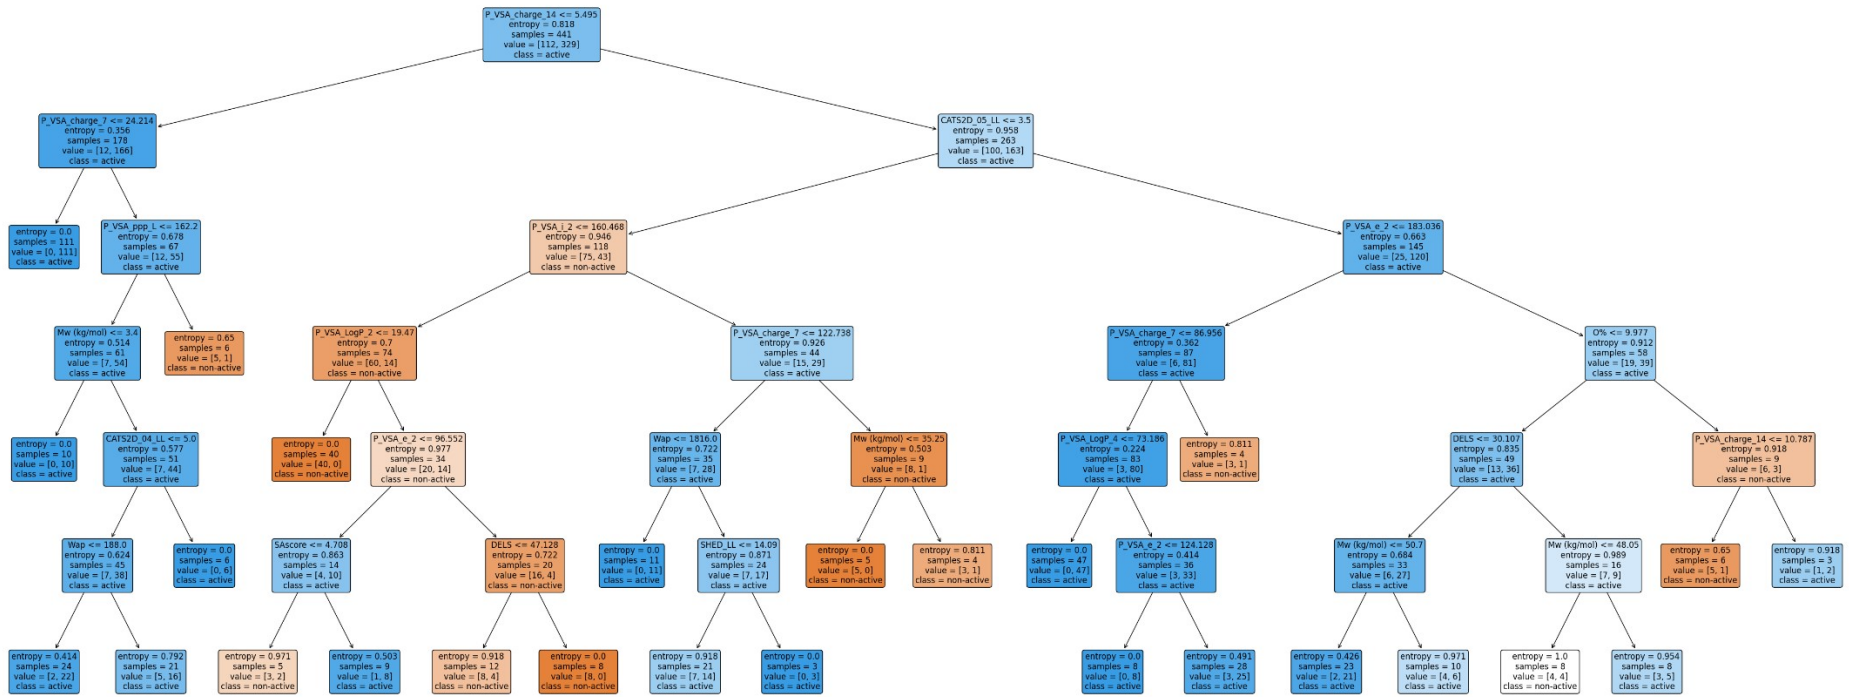 P_VSA_charge_14 <= 5.495
entropy = 0.818
samples = 441
value = [112, 329]
class = active
P_VSA_charge_7 <= 24.214
entropy = 0.356
samples = 178
value = [12, 166]
class = active
CATS2D_05_LL <= 3.5
entropy = 0.958
samples = 263
value = [100, 163]
class = active
entropy = 0.0
samples = 111
value = [0, 111]
class = active
P_VSA_ppp_L <= 162.2
entropy = 0.678
samples = 67
value = [12, 55]
class = active
P_VSA_i_2 <= 160.468
entropy = 0.946
samples = 118
value = [75, 43]
class = non-active
P_VSA_e_2 <= 183.036
entropy = 0.663
samples = 145
value = [25, 120]
class = active
Mw (kg/mol) <= 3.4
entropy = 0.514
samples = 61
value = [7, 54]
class = active
entropy = 0.65
samples = 6
value = [5, 1]
class = non-active
P_VSA_LogP_2 <= 19.47
entropy = 0.7
samples = 74
value = [60, 14]
class = non-active
P_VSA_charge_7 <= 122.738
entropy = 0.926
samples = 44
value = [15, 29]
class = active
P_VSA_charge_7 <= 86.956
entropy = 0.362
samples = 87
value = [6, 81]
class = active
O% <= 9.977
entropy = 0.912
samples = 58
value = [19, 39]
class = active
entropy = 0.0
samples = 10
value = [0, 10]
class = active
CATS2D_04_LL <= 5.0
entropy = 0.577
samples = 51
value = [7, 44]
class = active
entropy = 0.0
samples = 40
value = [40, 0]
class = non-active
P_VSA_e_2 <= 96.552
entropy = 0.977
samples = 34
value = [20, 14]
class = non-active
Wap <= 1816.0
entropy = 0.722
samples = 35
value = [7, 28]
class = active
Mw (kg/mol) <= 35.25
entropy = 0.503
samples = 9
value = [8, 1]
class = non-active
P_VSA_LogP_4 <= 73.186
entropy = 0.224
samples = 83
value = [3, 80]
class = active
entropy = 0.811
samples = 4
value = [3, 1]
class = non-active
DELS <= 30.107
entropy = 0.835
samples = 49
value = [13, 36]
class = active
P_VSA_charge_14 <= 10.787
entropy = 0.918
samples = 9
value = [6, 3]
class = non-active
Wap <= 188.0
entropy = 0.624
samples = 45
value = [7, 38]
class = active
entropy = 0.0
samples = 6
value = [0, 6]
class = active
SAscore <= 4.708
entropy = 0.863
samples = 14
value = [4, 10]
class = active
DELS <= 47.128
entropy = 0.722
samples = 20
value = [16, 4]
class = non-active
entropy = 0.0
samples = 11
value = [0, 11]
class = active
SHED_LL <= 14.09
entropy = 0.871
samples = 24
value = [7, 17]
class = active
entropy = 0.0
samples = 5
value = [5, 0]
class = non-active
entropy = 0.811
samples = 4
value = [3, 1]
class = non-active
entropy = 0.0
samples = 47
value = [0, 47]
class = active
P_VSA_e_2 <= 124.128
entropy = 0.414
samples = 36
value = [3, 33]
class = active
Mw (kg/mol) <= 50.7
entropy = 0.684
samples = 33
value = [6, 27]
class = active
Mw (kg/mol) <= 48.05
entropy = 0.989
samples = 16
value = [7, 9]
class = active
entropy = 0.65
samples = 6
value = [5, 1]
class = non-active
entropy = 0.918
samples = 3
value = [1, 2]
class = active
entropy = 0.414
samples = 24
value = [2, 22]
class = active
entropy = 0.792
samples = 21
value = [5, 16]
class = active
entropy = 0.971
samples = 5
value = [3, 2]
class = non-active
entropy = 0.503
samples = 9
value = [1, 8]
class = active
entropy = 0.918
samples = 12
value = [8, 4]
class = non-active
entropy = 0.0
samples = 8
value = [8, 0]
class = non-active
entropy = 0.918
samples = 21
value = [7, 14]
class = active
entropy = 0.0
samples = 3
value = [0, 3]
class = active
entropy = 0.0
samples = 8
value = [0, 8]
class = active
entropy = 0.491
samples = 28
value = [3, 25]
class = active
entropy = 0.426
samples = 23
value = [2, 21]
class = active
entropy = 0.971
samples = 10
value = [4, 6]
class = active
entropy = 1.0
samples = 8
value = [4, 4]
class = non-active
entropy = 0.954
samples = 8
value = [3, 5]
class = active